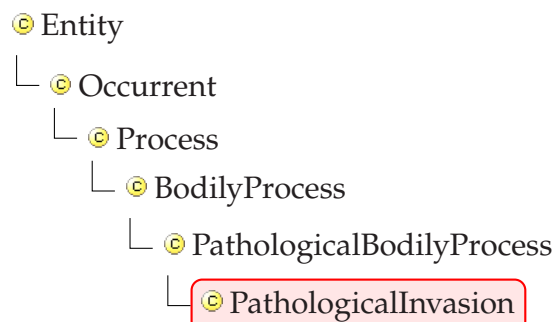 Entity
Occurrent
Process
BodilyProcess
PathologicalBodilyProcess
PathologicalInvasion